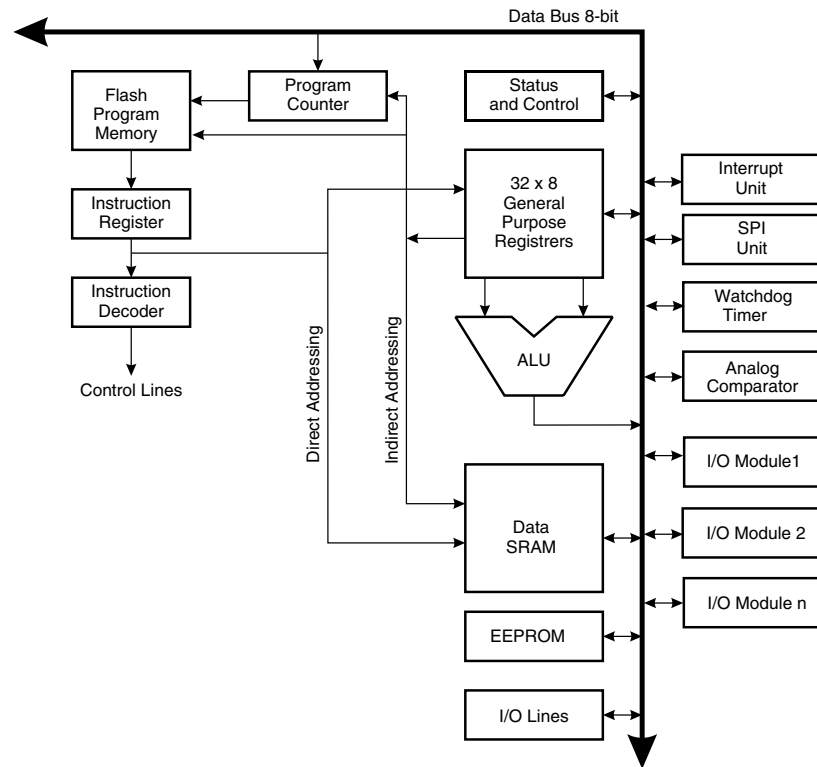 Data Bus 8-bit
Flash
Program
Memory
Program
Counter
Status
and Control
Instruction
Register
32 x 8
General
Purpose
Registrers
Interrupt
Unit
SPI
Unit
Instruction
Decoder
Watchdog
Timer
ALU
Analog
Comparator
Control Lines
Direct Addressing
Indirect Addressing
I/O Module1
Data
SRAM
I/O Module 2
I/O Module n
EEPROM
I/O Lines